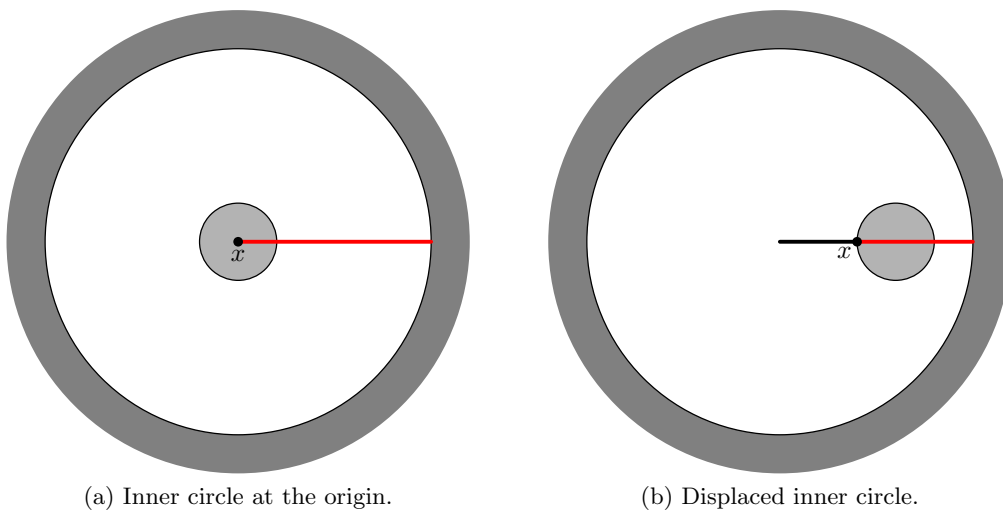 x
x
(a) Inner circle at the origin.
(b) Displaced inner circle.